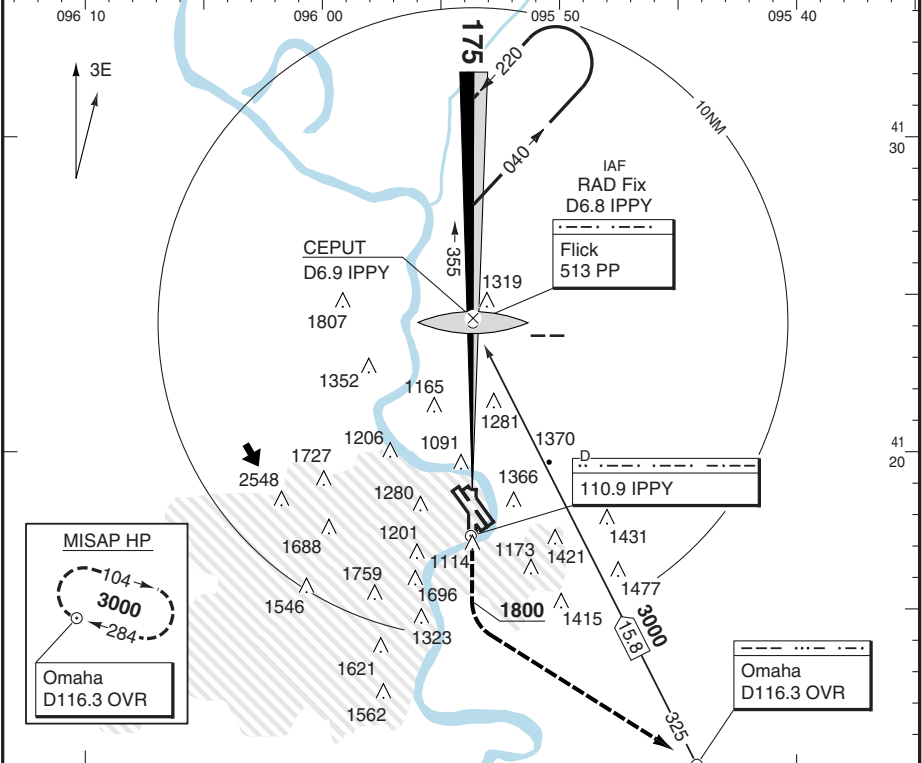 096 10
096 00
095 50
095 40
3E
175
220
040
10NM
41
30
IAF
RAD Fix
D6.8 IPPY
Flick
513 PP
CEPUT
D6.9 IPPY
355
1319
1807
1352
1165
1281
1206
1091
1370
41
20
D
110.9 IPPY
1727
2548
1280
1366
1688
1201
1114
1173
1421
1431
1759
1696
1546
1323
1477
1415
1800
3000
15.8
1621
1562
325
MISAP HP
104
3000
284
Omaha
D116.3 OVR
Omaha
D116.3 OVR